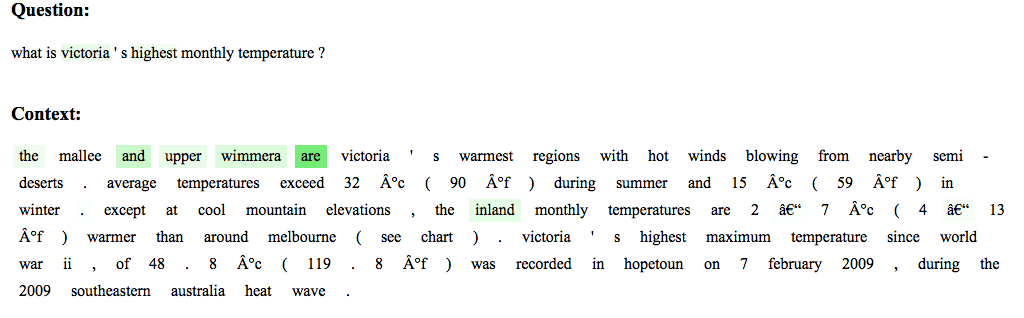 Question:
what is victoria ' s highest monthly temperature ?
Context:
the mallee and upper wimmera are victoria ' s warmest regions with hot winds blowing from nearby semi -
deserts . average temperatures exceed 32 Â°c ( 90 Â°f ) during summer and 15 Â°c ( 59 Â°f ) in
winter . except at cool mountain elevations , the inland monthly temperatures are 2 â€“ 7 Â°c ( 4 â€“ 13
Â°f ) warmer than around melbourne ( see chart ) . victoria ' s highest maximum temperature since world
war ii , of 48 . 8 Â°c ( 119 . 8 Â°f ) was recorded in hopetoun on 7 february 2009 , during the
2009 southeastern australia heat wave .